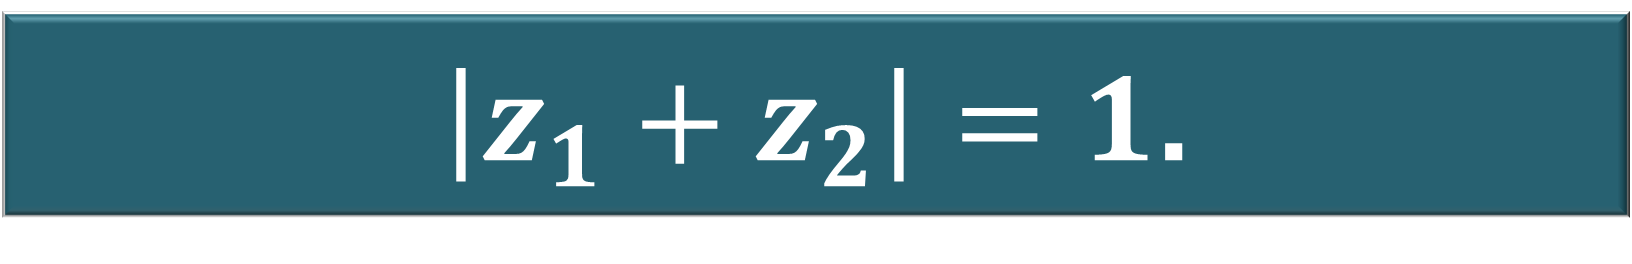 |z₁ + z₂| = 1.